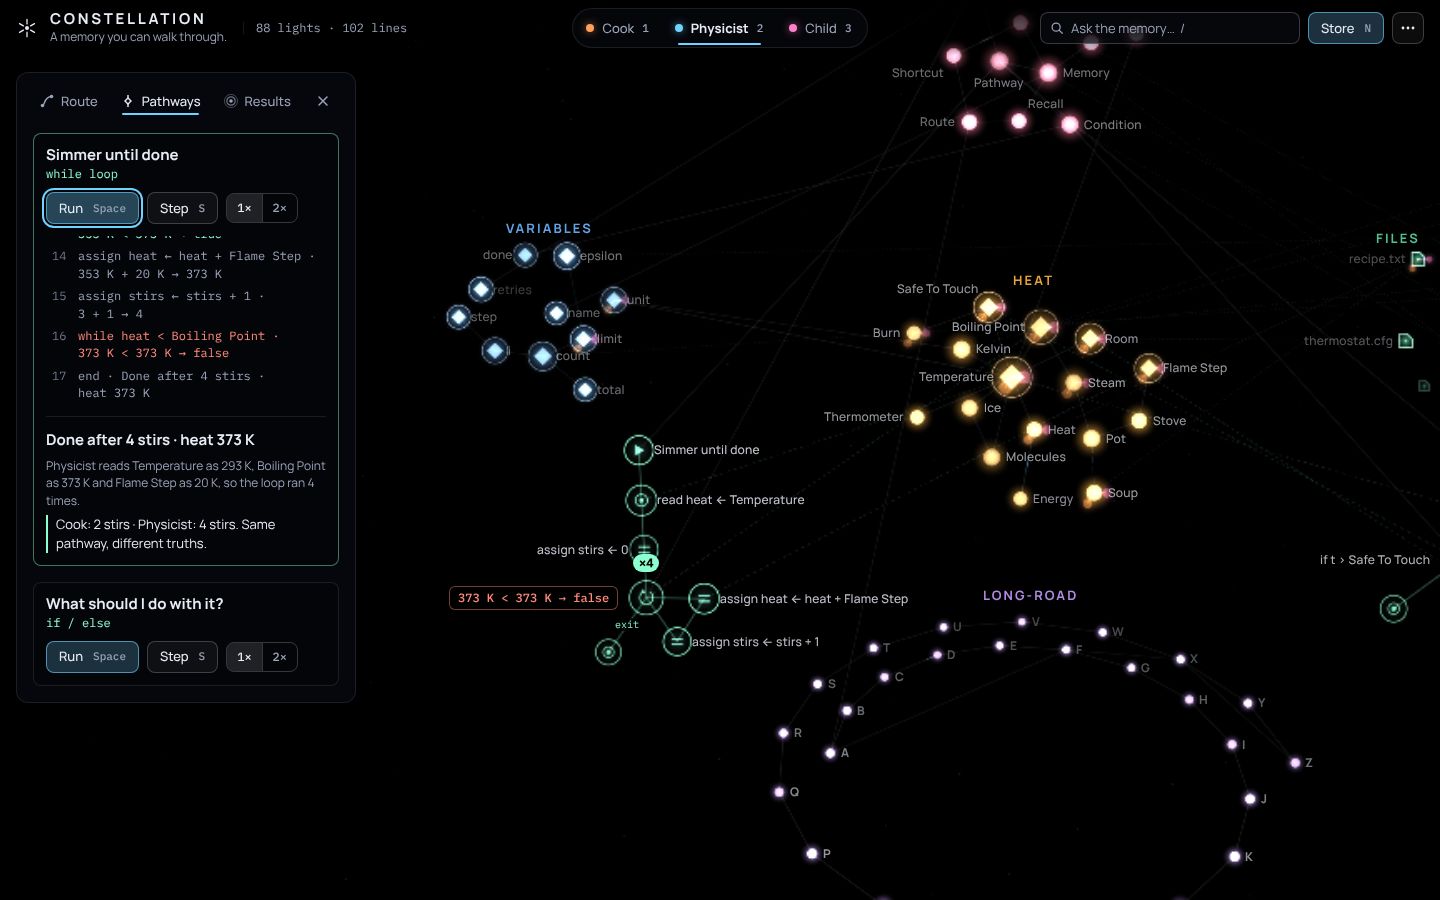 CONSTELLATION
A memory you can walk through.
88 lights · 102 lines
Cook 1
Physicist 2
Child 3
Ask the memory... /
Store N
Route
Pathways
Results
Simmer until done
while loop
Run Space
Step S
1×
2×
353 K < 373 K → true
14 assign heat ← heat + Flame Step ·
353 K + 20 K → 373 K
15 assign stirs ← stirs + 1 ·
3 + 1 → 4
16 while heat < Boiling Point ·
373 K < 373 K → false
17 end · Done after 4 stirs ·
heat 373 K
Done after 4 stirs · heat 373 K
Physicist reads Temperature as 293 K, Boiling Point
as 373 K and Flame Step as 20 K, so the loop ran 4
times.
Cook: 2 stirs · Physicist: 4 stirs. Same
pathway, different truths.
What should I do with it?
if / else
Run Space
Step S
1×
2×
Shortcut
Pathway
Memory
Recall
Route
Condition
VARIABLES
done
epsilon
retries
unit
step
name
limit
i
count
total
HEAT
Safe To Touch
Burn
Boiling Point
Room
Kelvin
Temperature
Steam
Flame Step
Ice
Thermometer
Stove
Heat
Pot
Molecules
Energy
Soup
FILES
recipe.txt
thermostat.cfg
Simmer until done
read heat ← Temperature
assign stirs ← 0
×4
373 K < 373 K → false
assign heat ← heat + Flame Step
exit
assign stirs ← stirs + 1
if t > Safe To Touch
LONG-ROAD
U
V
W
T
D
E
F
X
G
S
C
H
Y
B
R
A
I
Z
Q
J
P
K